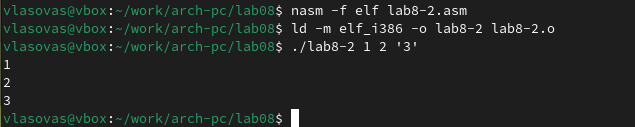 vlasovas@vbox:~/work/arch-pc/lab08$ nasm -f elf lab8-2.asm
vlasovas@vbox:~/work/arch-pc/lab08$ ld -m elf_i386 -o lab8-2 lab8-2.o
vlasovas@vbox:~/work/arch-pc/lab08$ ./lab8-2 1 2 '3'
1
2
3
vlasovas@vbox:~/work/arch-pc/lab08$